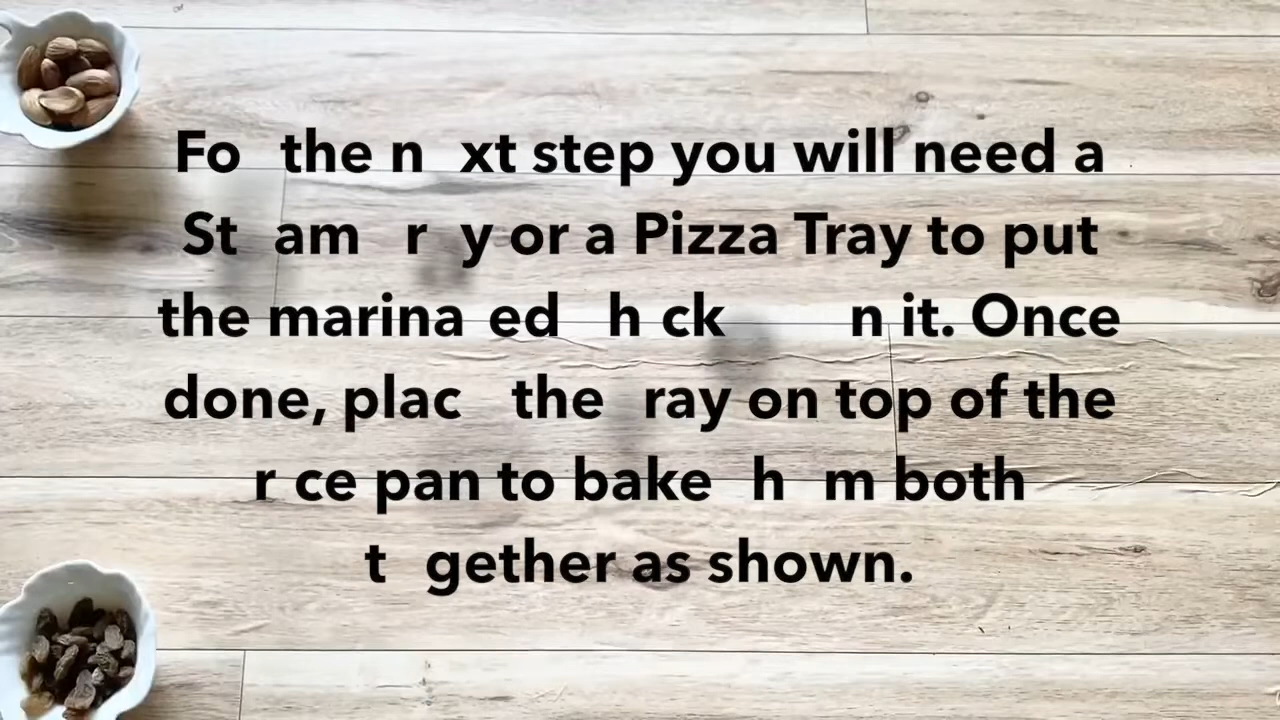 Fo the n xt step you will need a
St am r y or a Pizza Tray to put
the marina ed h ck n it. Once
done, plac the ray on top of the
r ce pan to bake h m both
t gether as shown.